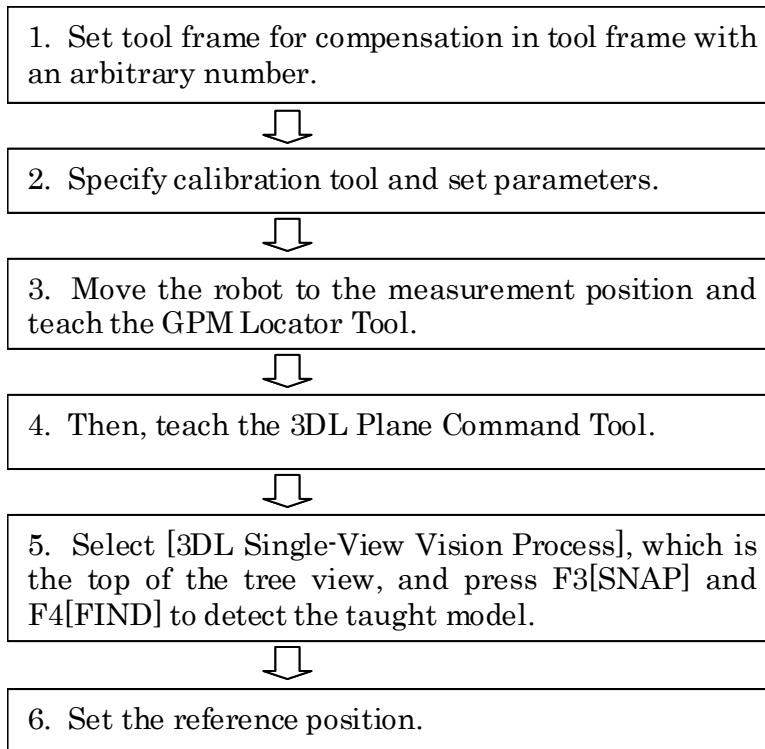 1. Set tool frame for compensation in tool frame with
an arbitrary number.
2. Specify calibration tool and set parameters.
3. Move the robot to the measurement position and
teach the GPM Locator Tool.
4. Then, teach the 3DL Plane Command Tool.
5. Select [3DL Single-View Vision Process], which is
the top of the tree view, and press F3[SNAP] and
F4[FIND] to detect the taught model.
6. Set the reference position.